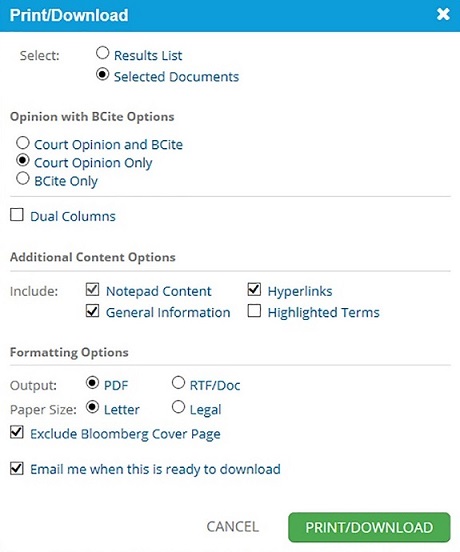 Print/Download
Select: Results List
Selected Documents
Opinion with BCite Options
Court Opinion and BCite
Court Opinion Only
BCite Only
Dual Columns
Additional Content Options
Include: Notepad Content Hyperlinks
General Information Highlighted Terms
Formatting Options
Output: PDF RTF/Doc
Paper Size: Letter Legal
Exclude Bloomberg Cover Page
Email me when this is ready to download
CANCEL PRINT/DOWNLOAD